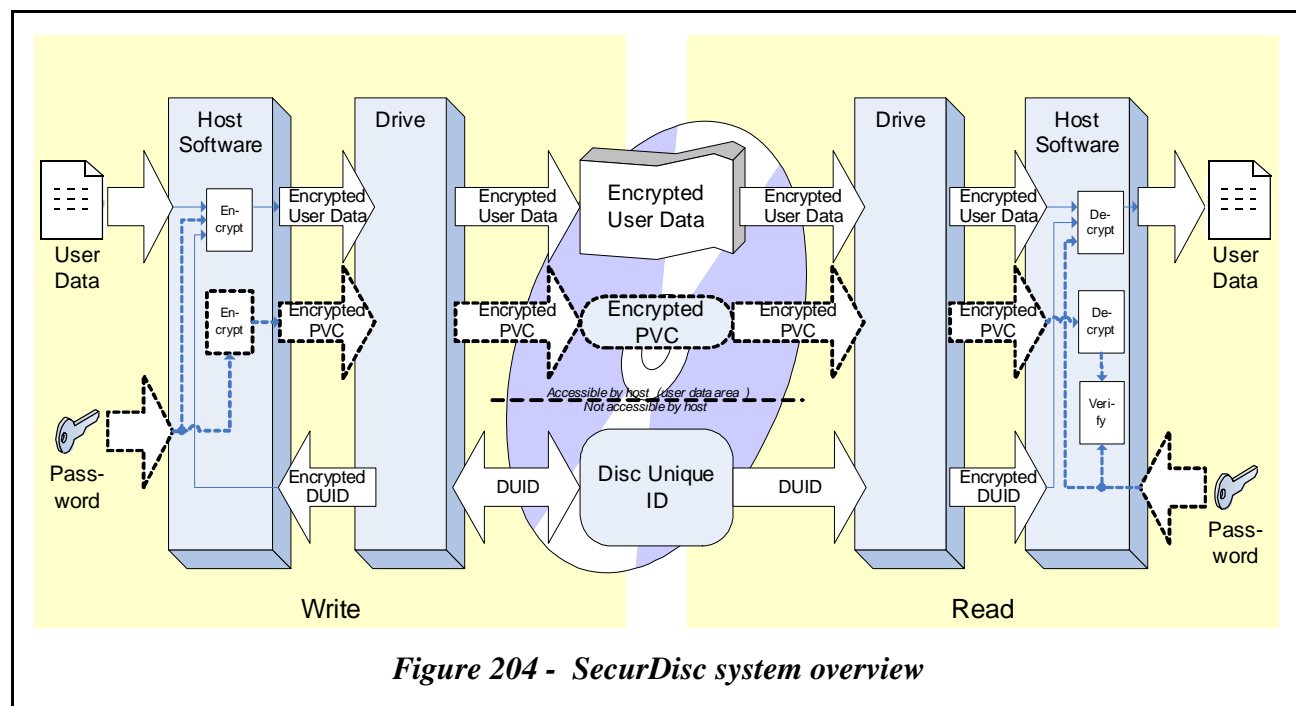 Host
Software
Drive
Drive
Host
Software
User
Data
En-
crypt
Encrypted
User Data
Encrypted
User Data
Encrypted
User Data
Encrypted
User Data
Encrypted
User Data
De-
crypt
User
Data
En-
crypt
Encrypted
PVC
Encrypted
PVC
Encrypted
PVC
Encrypted
PVC
Encrypted
PVC
De-
crypt
Accessible by host (user data area )
Not accessible by host
Veri-
fy
Pass-
word
Encrypted
DUID
DUID
Disc Unique
ID
DUID
Encrypted
DUID
Pass-
word
Write
Read
Figure 204 - SecurDisc system overview